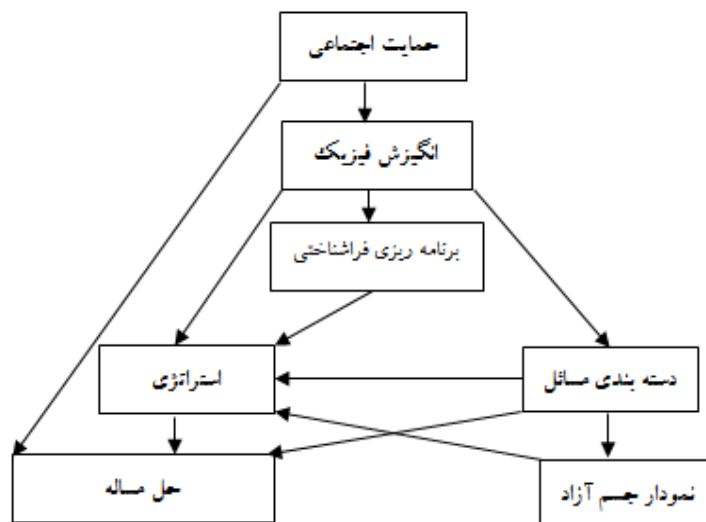 حمایت اجتماعی
انگیزش فیزیک
برنامه ریزی فراشناختی
دسته بندی مسائل
استراتژی
نمودار جسم آزاد
حل مساله